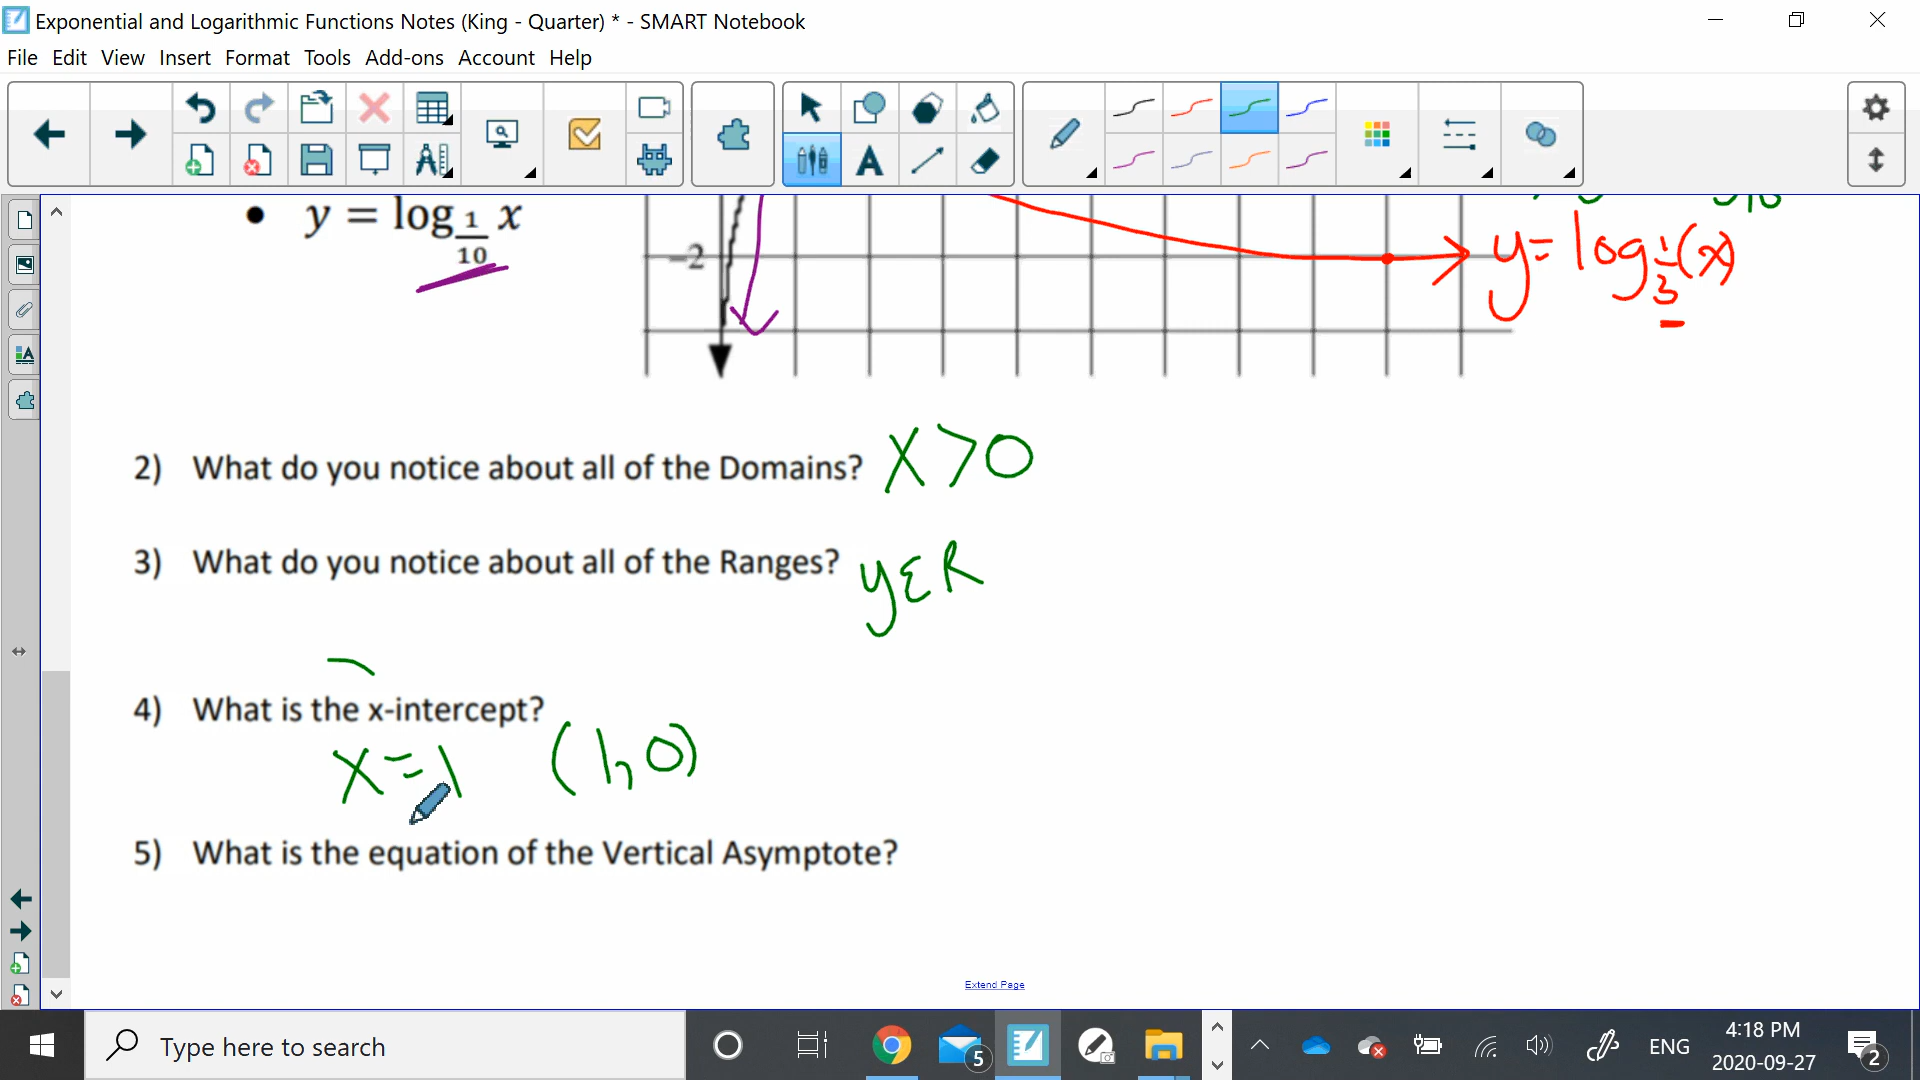 Exponential and Logarithmic Functions Notes (King - Quarter) * - SMART Notebook
File Edit View Insert Format Tools Add-ons Account Help
• y = log_{1/10} x
-2
y = log_{1/3}(x)
2) What do you notice about all of the Domains? x > 0
3) What do you notice about all of the Ranges? y ε R
4) What is the x-intercept?
x = 1 (1, 0)
5) What is the equation of the Vertical Asymptote?
Extend Page
Type here to search
5
ENG
4:18 PM
2020-09-27
2